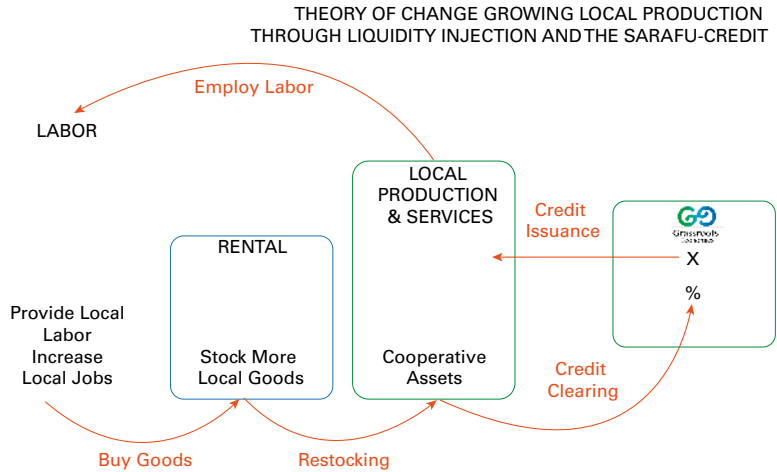 THEORY OF CHANGE GROWING LOCAL PRODUCTION
THROUGH LIQUIDITY INJECTION AND THE SARAFU-CREDIT
Employ Labor
LABOR
LOCAL
PRODUCTION
& SERVICES
Credit
Issuance
Grassroots
Economics
X
%
RENTAL
Provide Local
Labor
Increase
Local Jobs
Stock More
Local Goods
Cooperative
Assets
Credit
Clearing
Buy Goods
Restocking